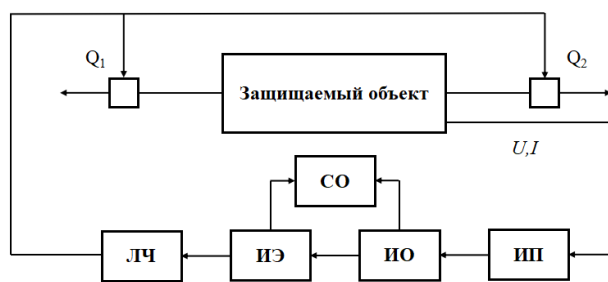 Q₁
Q₂
Защищаемый объект
U,I
СО
ЛЧ
ИЭ
ИО
ИП